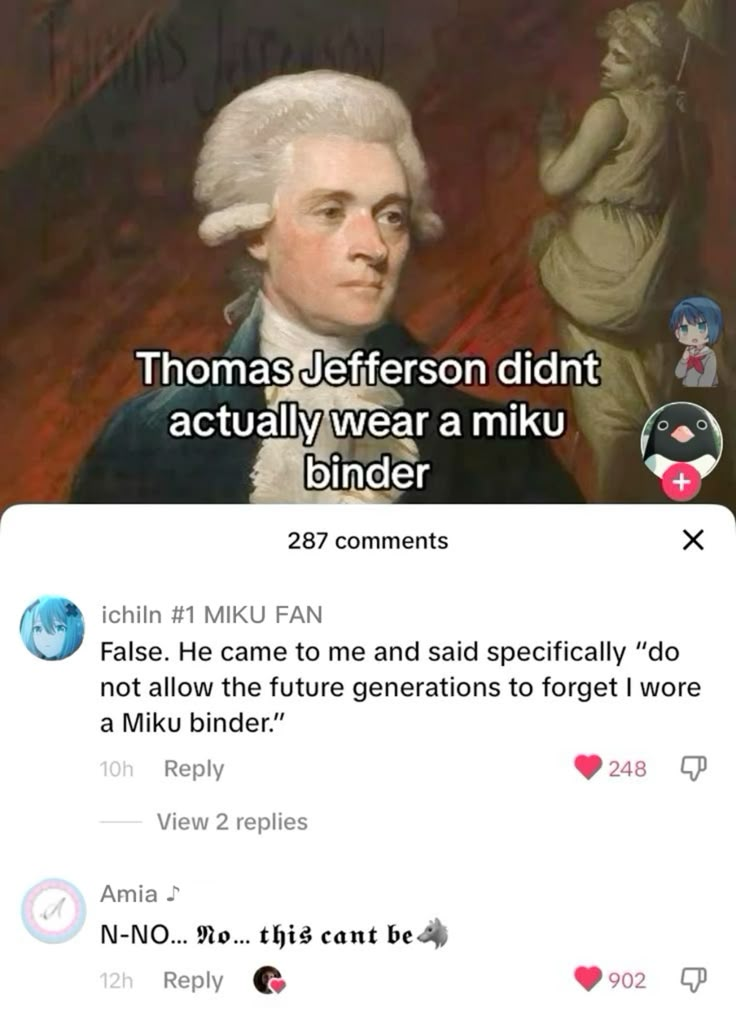 THOMAS JEFFERSON
Thomas Jefferson didnt
actually wear a miku
binder
287 comments
ichiln #1 MIKU FAN
False. He came to me and said specifically "do
not allow the future generations to forget I wore
a Miku binder."
10h Reply 248
View 2 replies
Amia ♪
N-NO... 𝕹𝖔... 𝖙𝖍𝖎𝖘 𝖈𝖆𝖓𝖙 𝖇𝖊🐺
12h Reply 902